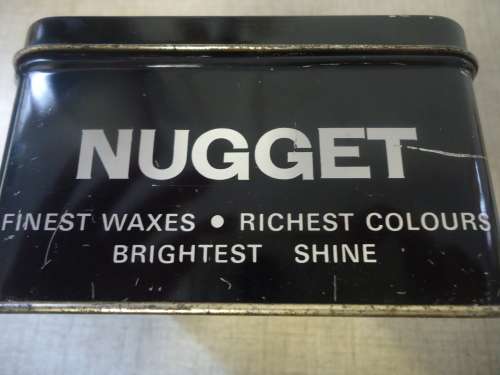 NUGGET
FINEST WAXES • RICHEST COLOURS
BRIGHTEST SHINE